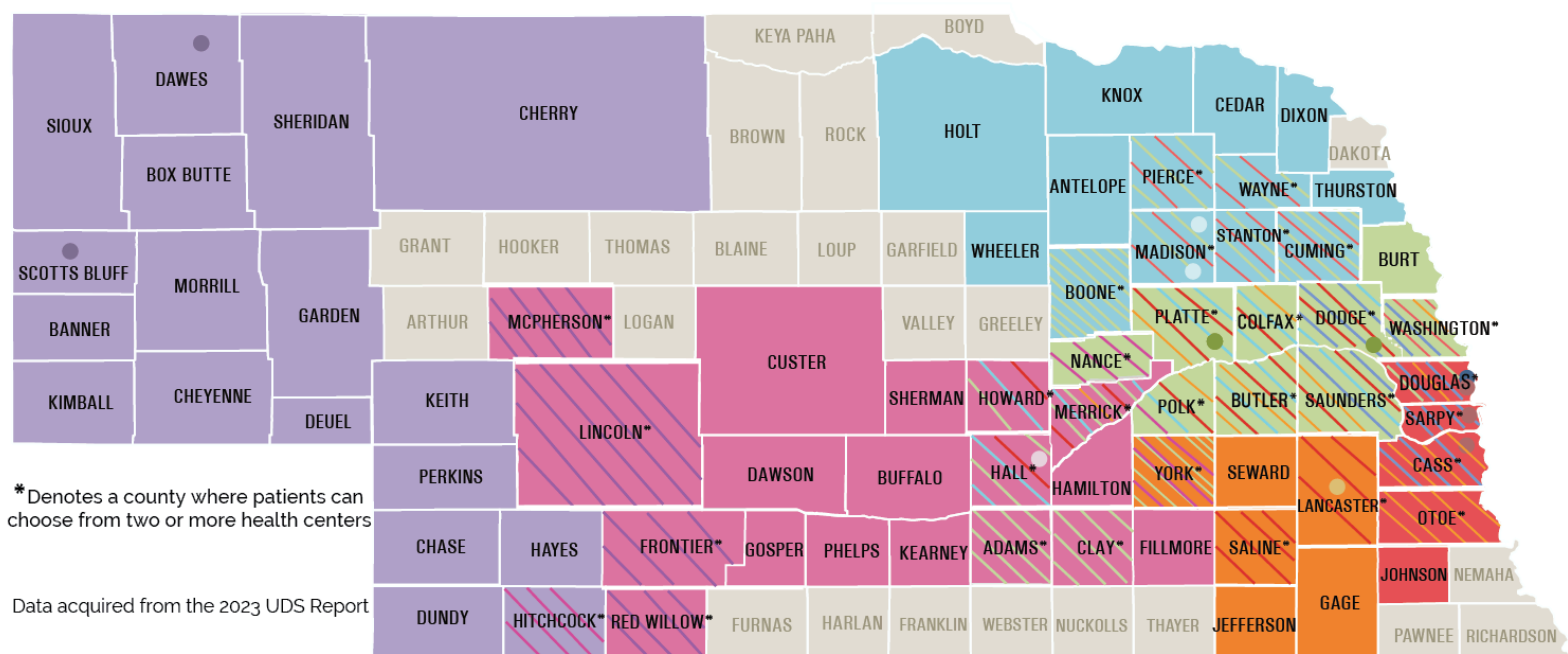 KEYA PAHA
BOYD
DAWES
SIOUX
SHERIDAN
CHERRY
BROWN
ROCK
HOLT
KNOX
CEDAR
DIXON
DAKOTA
BOX BUTTE
ANTELOPE
PIERCE*
WAYNE*
THURSTON
GRANT
HOOKER
THOMAS
BLAINE
LOUP
GARFIELD
WHEELER
MADISON*
STANTON*
CUMING*
BURT
SCOTTS BLUFF
MORRILL
GARDEN
BANNER
ARTHUR
MCPHERSON*
LOGAN
CUSTER
VALLEY
GREELEY
BOONE*
PLATTE*
COLFAX*
DODGE*
WASHINGTON*
NANCE*
KIMBALL
CHEYENNE
DEUEL
KEITH
LINCOLN*
SHERMAN
HOWARD*
MERRICK*
POLK*
BUTLER*
SAUNDERS*
DOUGLAS*
SARPY*
PERKINS
DAWSON
BUFFALO
HALL*
HAMILTON
YORK*
SEWARD
LANCASTER*
CASS*
OTOE*
*Denotes a county where patients can
choose from two or more health centers
CHASE
HAYES
FRONTIER*
GOSPER
PHELPS
KEARNEY
ADAMS*
CLAY*
FILLMORE
SALINE*
GAGE
JOHNSON
NEMAHA
Data acquired from the 2023 UDS Report
DUNDY
HITCHCOCK*
RED WILLOW*
FURNAS
HARLAN
FRANKLIN
WEBSTER
NUCKOLLS
THAYER
JEFFERSON
PAWNEE
RICHARDSON